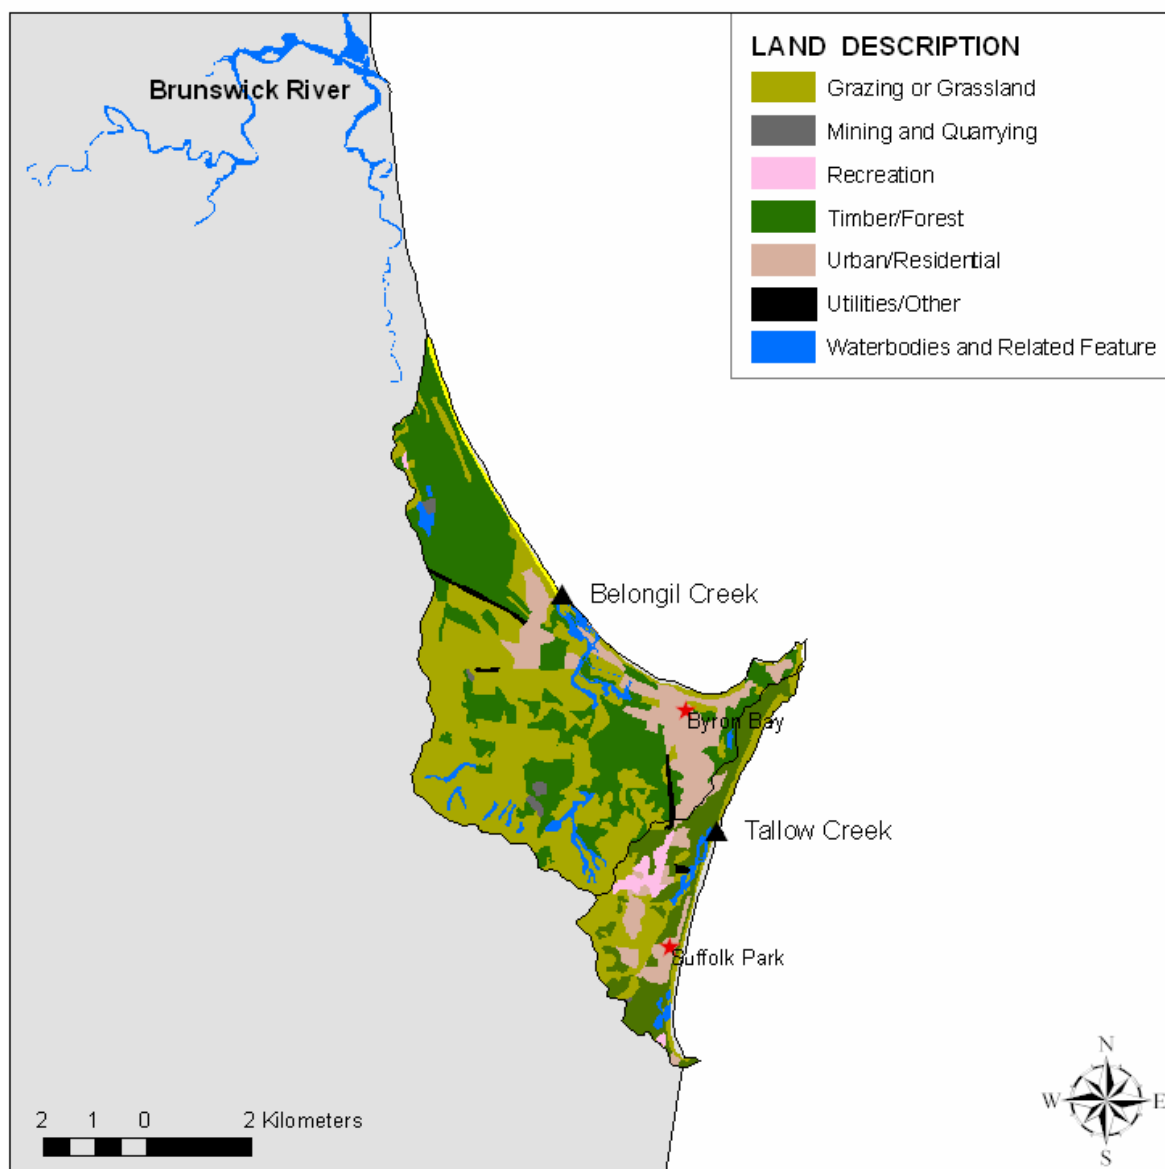 LAND DESCRIPTION
Grazing or Grassland
Mining and Quarrying
Recreation
Timber/Forest
Urban/Residential
Utilities/Other
Waterbodies and Related Feature
Brunswick River
Belongil Creek
Byron Bay
Tallow Creek
Suffolk Park
2 1 0 2 Kilometers
N
W E
S